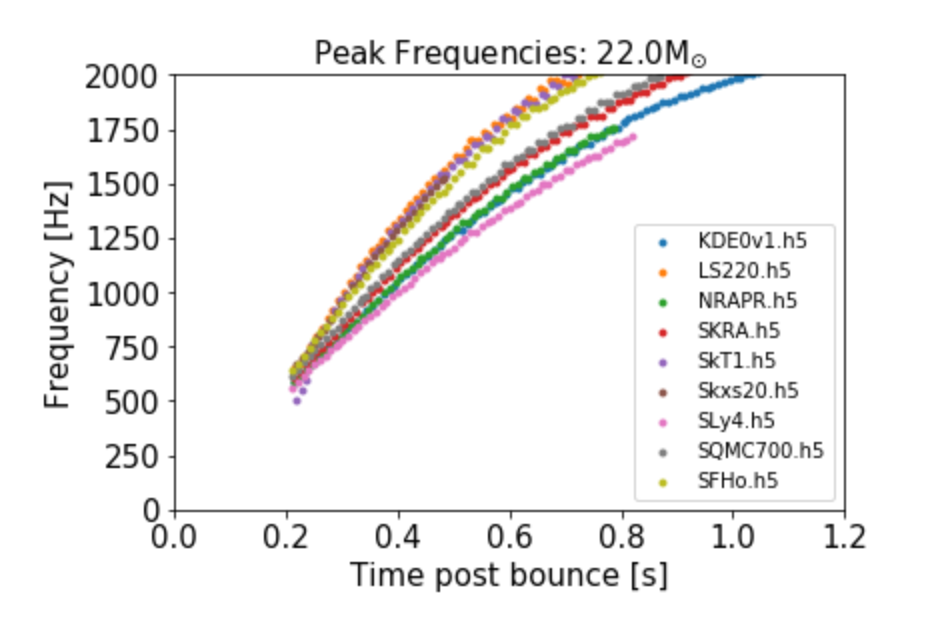 Peak Frequencies: 22.0M☉
2000
1750
1500
1250
1000
750
500
250
0
Frequency [Hz]
KDE0v1.h5
LS220.h5
NRAPR.h5
SKRA.h5
SkT1.h5
Skxs20.h5
SLy4.h5
SQMC700.h5
SFHo.h5
0.0 0.2 0.4 0.6 0.8 1.0 1.2
Time post bounce [s]